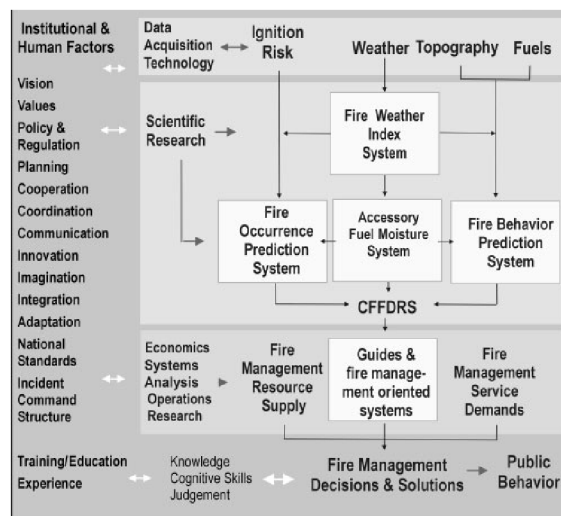 Institutional &
Human Factors
Vision
Values
Policy &
Regulation
Planning
Cooperation
Coordination
Communication
Innovation
Imagination
Integration
Adaptation
National
Standards
Incident
Command
Structure
Training/Education
Experience
Data
Acquisition
Technology
Ignition
Risk
Weather
Topography
Fuels
Scientific
Research
Fire Weather
Index
System
Fire
Occurrence
Prediction
System
Accessory
Fuel Moisture
System
Fire Behavior
Prediction
System
CFFDRS
Economics
Systems
Analysis
Operations
Research
Fire
Management
Resource
Supply
Guides &
fire manage-
ment oriented
systems
Fire
Management
Service
Demands
Knowledge
Cognitive Skills
Judgement
Fire Management
Decisions & Solutions
Public
Behavior